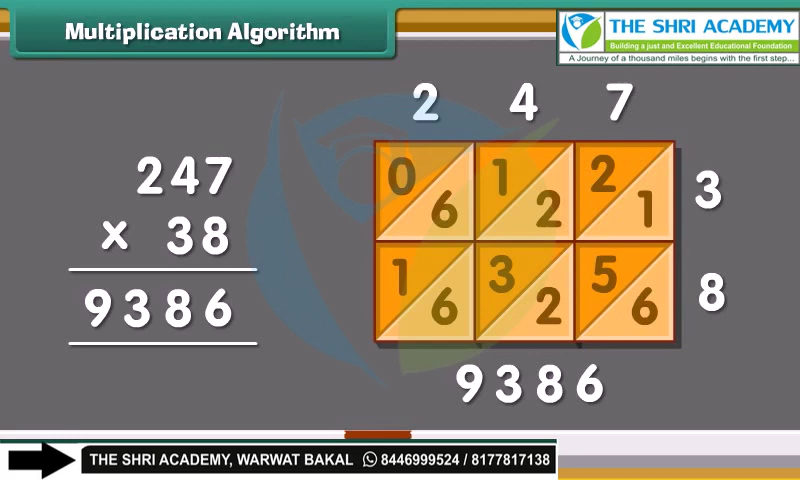 Multiplication Algorithm
THE SHRI ACADEMY
Building a just and Excellent Educational Foundation
A Journey of a thousand miles begins with the first step...
2 4 7
247
x 38
9386
0 6 1 2 2 1 3
1 6 3 2 5 6 8
9386
THE SHRI ACADEMY, WARWAT BAKAL 8446999524 / 8177817138